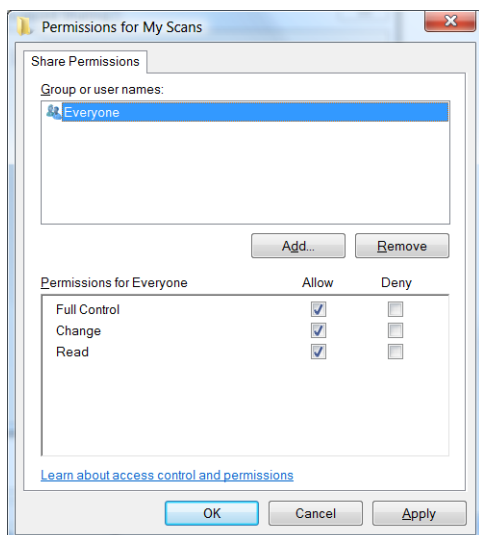 Permissions for My Scans
Share Permissions
Group or user names:
Everyone
Add...
Remove
Permissions for Everyone Allow Deny
Full Control
Change
Read
Learn about access control and permissions
OK Cancel Apply